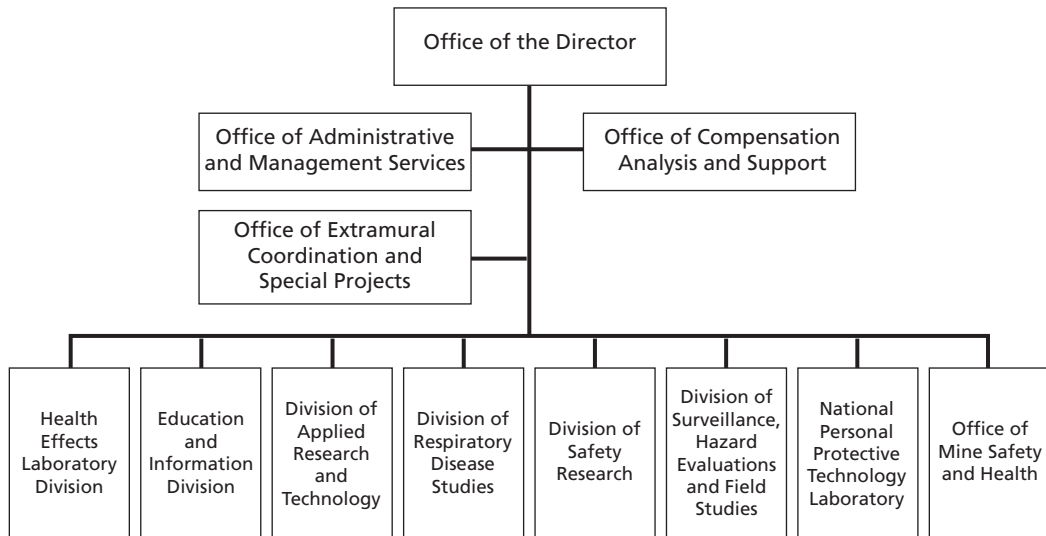 Office of the Director
Office of Administrative
and Management Services
Office of Compensation
Analysis and Support
Office of Extramural
Coordination and
Special Projects
Health
Effects
Laboratory
Division
Education
and
Information
Division
Division of
Applied
Research
and
Technology
Division of
Respiratory
Disease
Studies
Division of
Safety
Research
Division of
Surveillance,
Hazard
Evaluations
and Field
Studies
National
Personal
Protective
Technology
Laboratory
Office of
Mine Safety
and Health